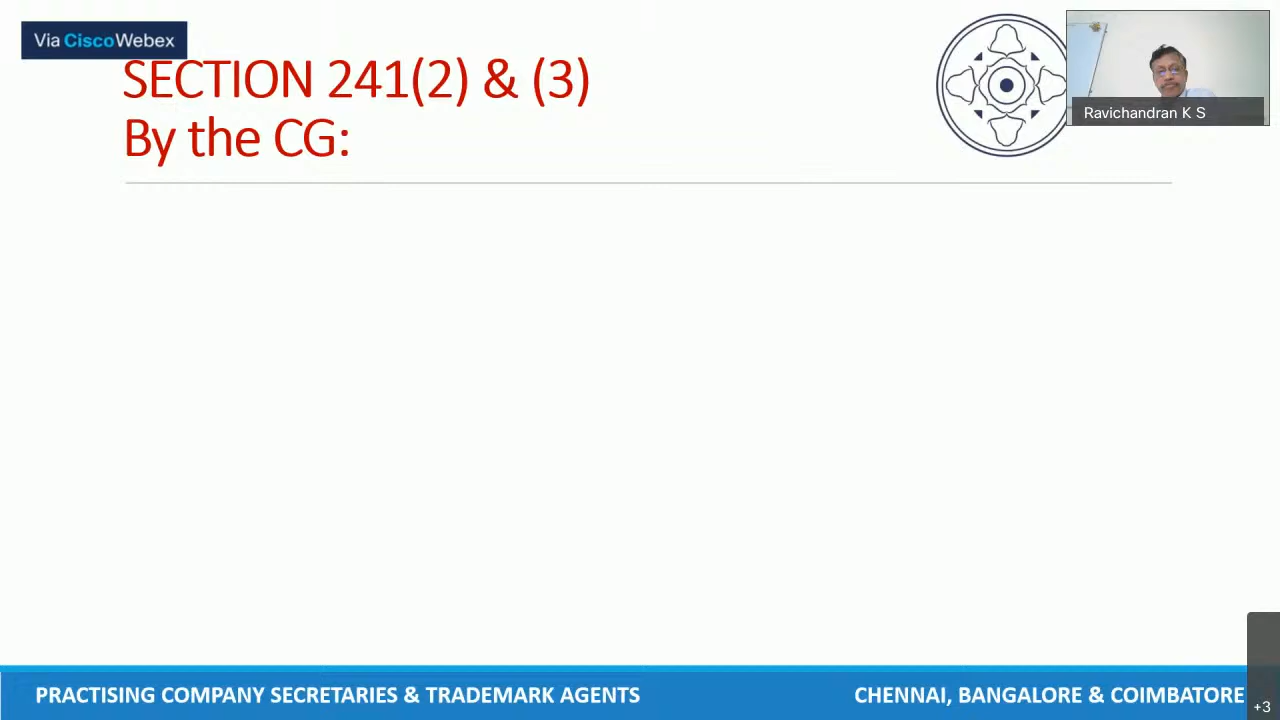 Via CiscoWebex
SECTION 241(2) & (3)
By the CG:
Ravichandran K S
PRACTISING COMPANY SECRETARIES & TRADEMARK AGENTS
CHENNAI, BANGALORE & COIMBATORE
+3